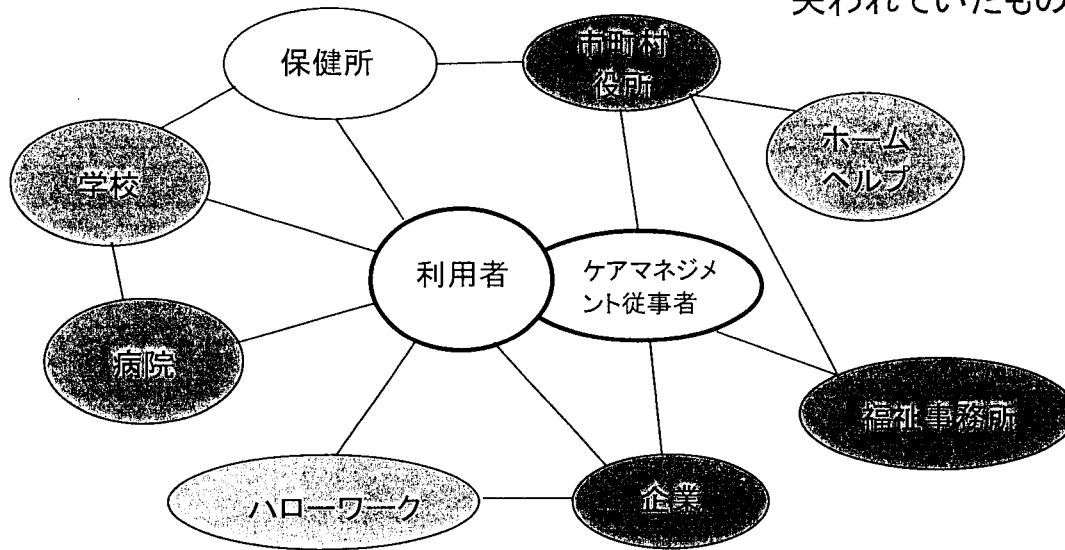 失われていたもの
保健所
市町村
役所
ホーム
ヘルプ
学校
利用者
ケアマネジメ
ント従事者
病院
福祉事務所
ハローワーク
企業